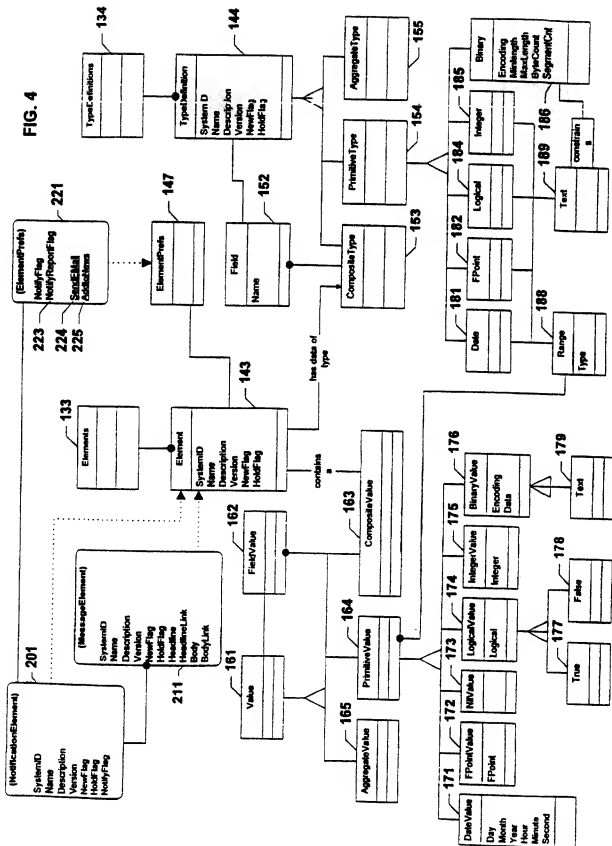 FIG. 4
134
TypeDefinitions
144
TypeDefinition
System D
Name
Description
Version
NewFlag
HoldFlag
221
(ElementPrefs)
NotifyFlag
NotifyReportFlag
SendEMail
AddtoNews
223
224
225
147
ElementPrefs
152
Field
Name
155
AggregateType
154
PrimitiveType
153
CompositeType
133
Elements
143
Element
SystemID
Name
Description
Version
NewFlag
HoldFlag
has data of
type
contains
a
201
(NotificationElement)
SystemID
Name
Description
Version
NewFlag
HoldFlag
NotifyFlag
(MessageElement)
SystemID
Name
Description
Version
NewFlag
HoldFlag
Headline
HeadlineLink
Body
BodyLink
211
161
Value
162
FieldValue
163
CompositeValue
164
PrimitiveValue
165
AggregateValue
171
DateValue
Day
Month
Year
Hour
Minute
Second
172
FPointValue
FPoint
173
NilValue
174
LogicalValue
Logical
175
IntegerValue
Integer
176
BinaryValue
Encoding
Data
177
True
178
False
179
Text
181
Date
182
FPoint
184
Logical
185
Integer
186
Binary
Encoding
Minlength
MaxLength
ByteCount
SegmentCnt
188
Range
Type
189
Text
constrain
s